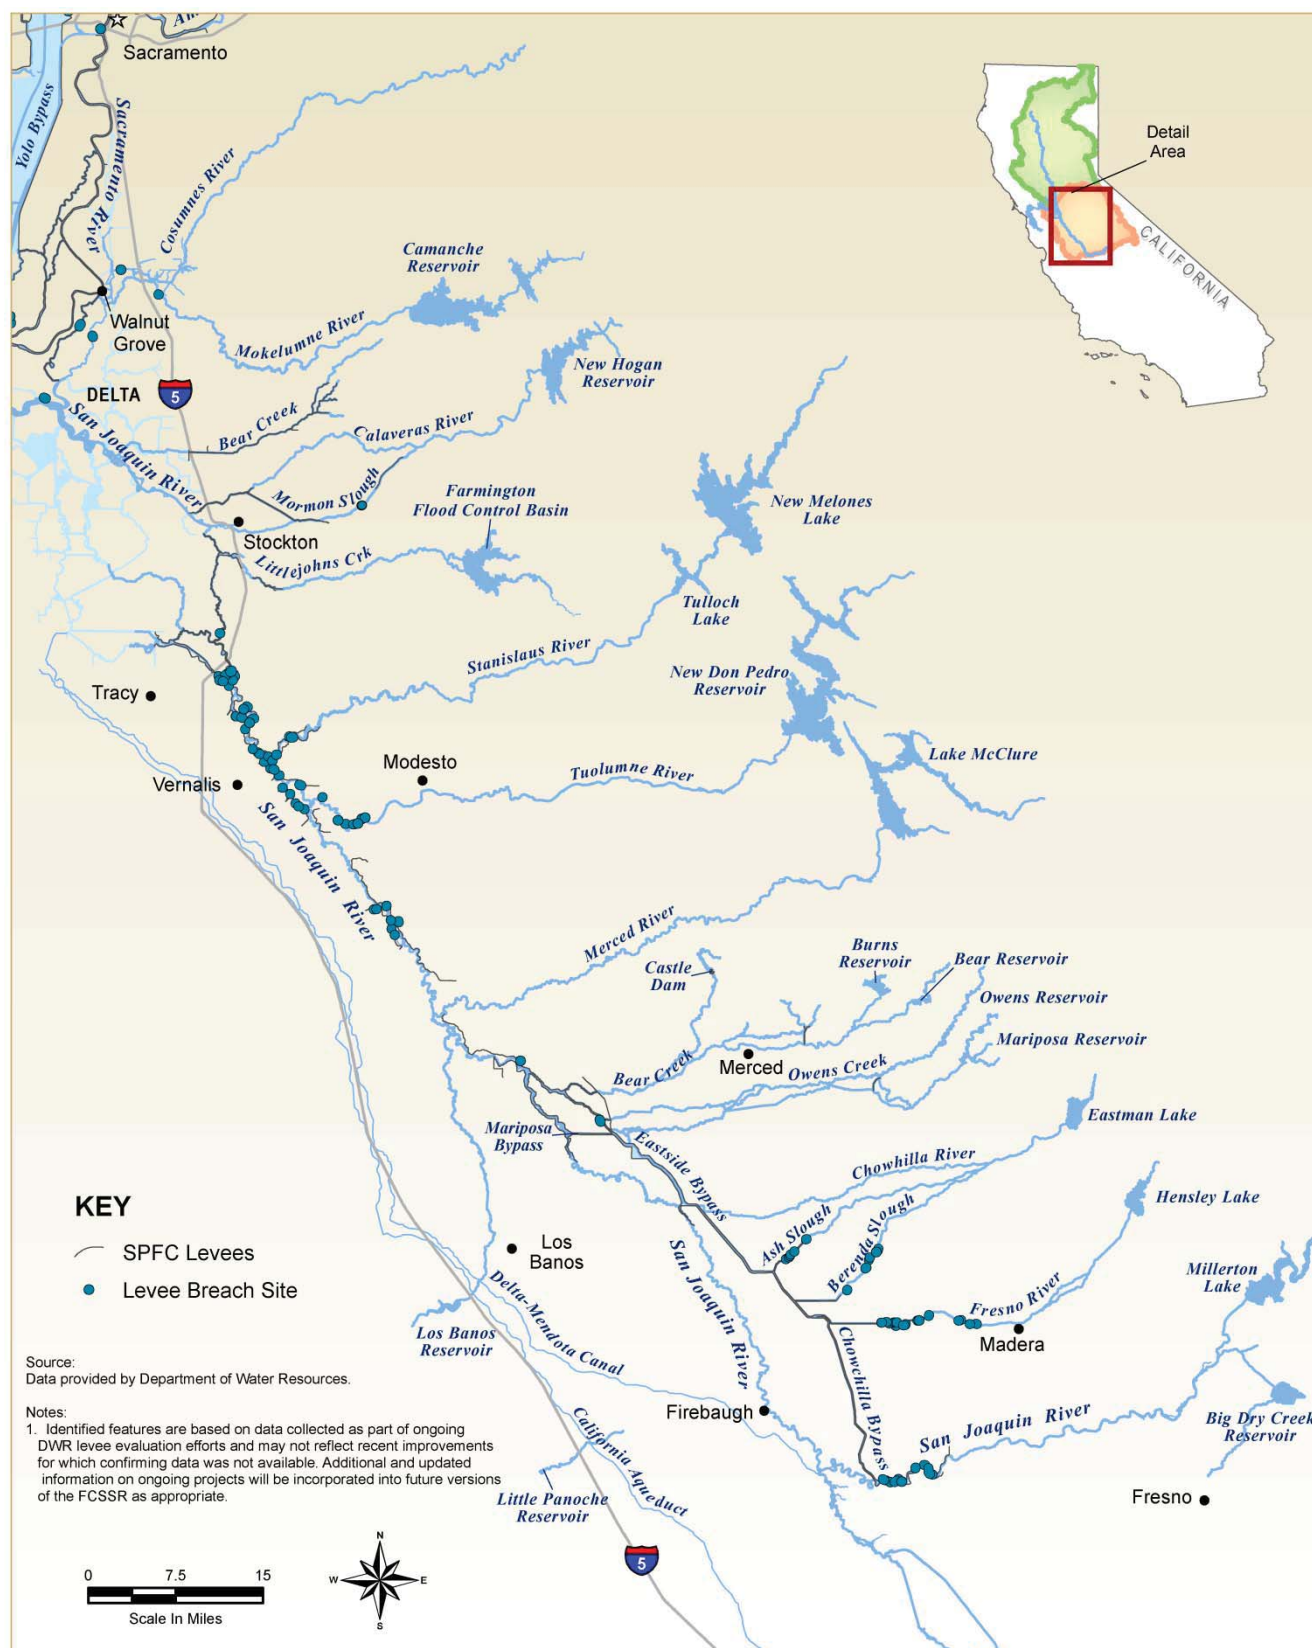 Sacramento
Am
Yolo Bypass
Sacramento River
Cosumnes River
Detail
Area
CALIFORNIA
Camanche
Reservoir
Walnut
Grove
Mokelumne River
New Hogan
Reservoir
DELTA
5
Bear Creek
Calaveras River
San Joaquin River
Mormon Slough
Farmington
Flood Control Basin
New Melones
Lake
Stockton
Littlejohns Crk
Tulloch
Lake
Stanislaus River
New Don Pedro
Reservoir
Tracy
Lake McClure
Modesto
Tuolumne River
Vernalis
San Joaquin River
Merced River
Castle
Dam
Burns
Reservoir
Bear Reservoir
Owens Reservoir
Mariposa Reservoir
Bear Creek
Merced
Owens Creek
Eastman Lake
Mariposa
Bypass
Eastside Bypass
Chowhilla River
Hensley Lake
KEY
SPFC Levees
Levee Breach Site
Los
Banos
Ash Slough
Berenda Slough
San Joaquin River
Millerton
Lake
Delta-Mendota Canal
Fresno River
Madera
Los Banos
Reservoir
Chowchilla Bypass
Source:
Data provided by Department of Water Resources.
Firebaugh
San Joaquin River
Big Dry Creek
Reservoir
Notes:
1. Identified features are based on data collected as part of ongoing
DWR levee evaluation efforts and may not reflect recent improvements
for which confirming data was not available. Additional and updated
information on ongoing projects will be incorporated into future versions
of the FCSSR as appropriate.
California Aqueduct
Little Panoche
Reservoir
Fresno
5
0 7.5 15
Scale In Miles
N
W E
S